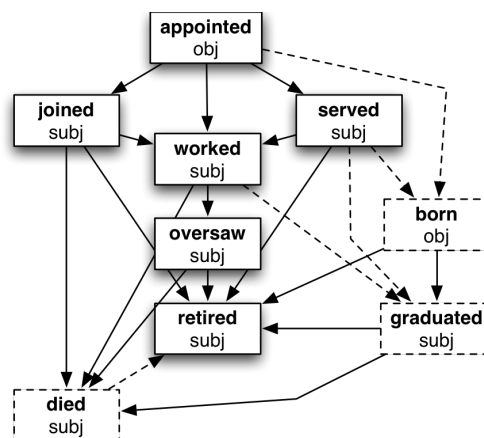 appointed
obj
joined
subj
served
subj
worked
subj
born
obj
oversaw
subj
retired
subj
graduated
subj
died
subj